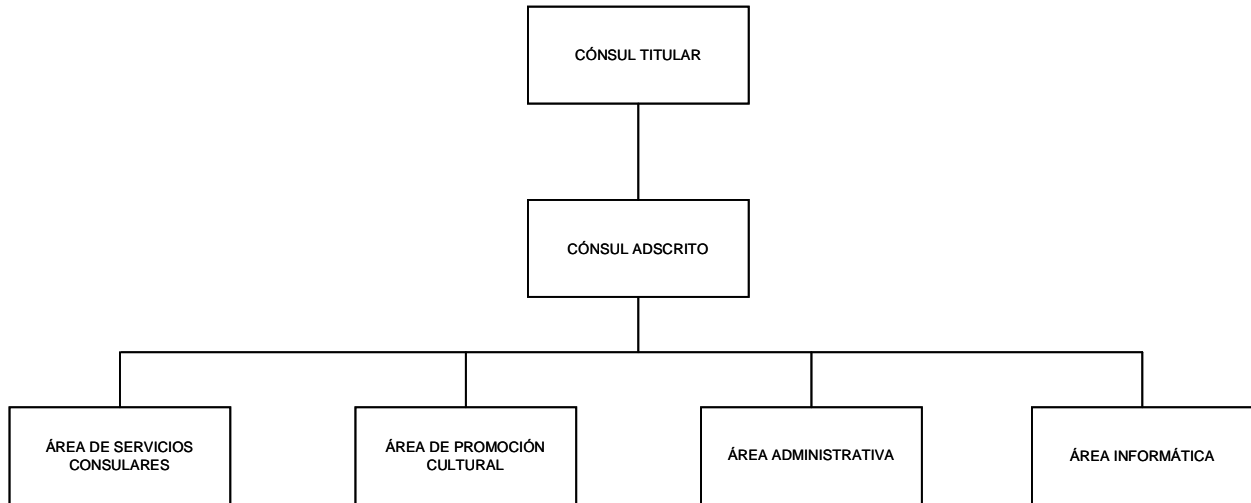 CÓNSUL TITULAR
CÓNSUL ADSCRITO
ÁREA DE SERVICIOS
CONSULARES
ÁREA DE PROMOCIÓN
CULTURAL
ÁREA ADMINISTRATIVA
ÁREA INFORMÁTICA